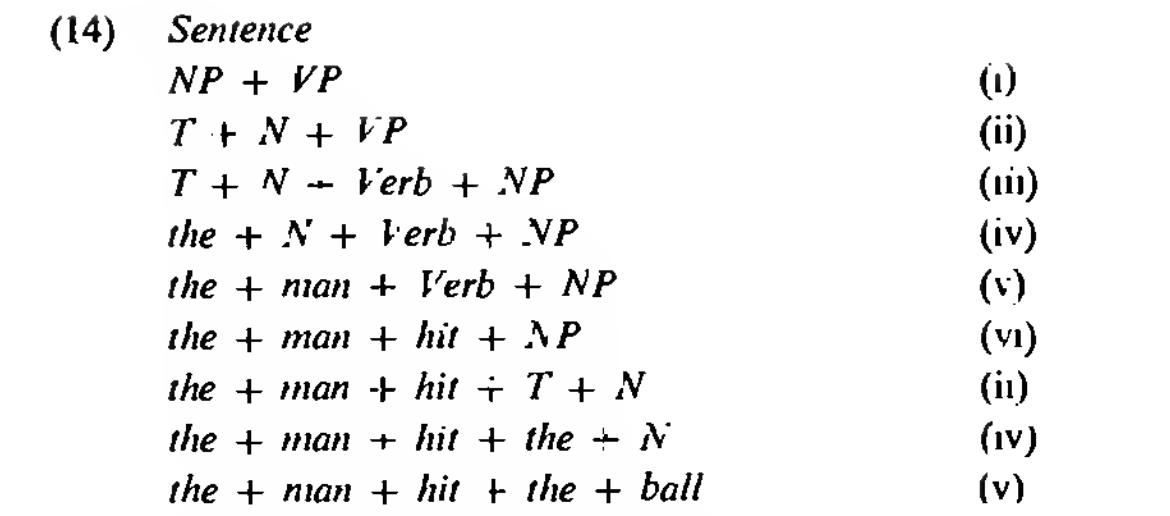 (14) Sentence
NP + VP (i)
T + N + VP (ii)
T + N + Verb + NP (iii)
the + N + Verb + NP (iv)
the + man + Verb + NP (v)
the + man + hit + NP (vi)
the + man + hit + T + N (ii)
the + man + hit + the + N (iv)
the + man + hit + the + ball (v)